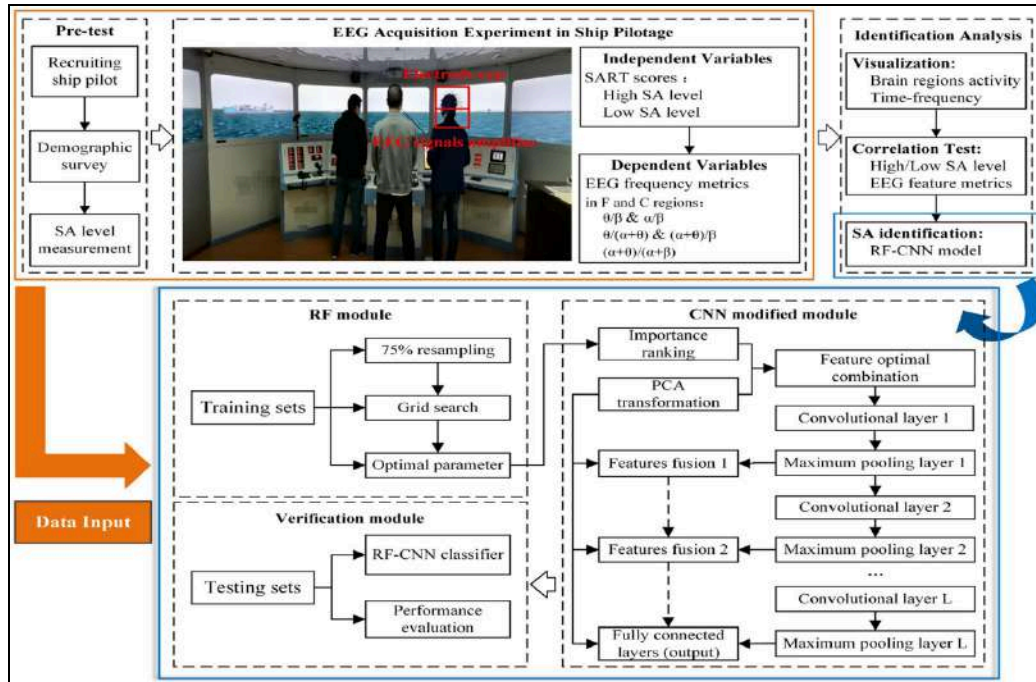 Pre-test
Recruiting
ship pilot
Demographic
survey
SA level
measurement
EEG Acquisition Experiment in Ship Pilotage
Electrode cap
EEG signals amplifier
Independent Variables
SART scores :
High SA level
Low SA level
Dependent Variables
EEG frequency metrics
in F and C regions:
θ/β & α/β
θ/(α+θ) & (α+θ)/β
(α+θ)/(α+β)
Identification Analysis
Visualization:
Brain regions activity
Time-frequency
Correlation Test:
High/Low SA level
EEG feature metrics
SA identification:
RF-CNN model
Data Input
RF module
Training sets
75% resampling
Grid search
Optimal parameter
Verification module
Testing sets
RF-CNN classifier
Performance
evaluation
CNN modified module
Importance
ranking
PCA
transformation
Feature optimal
combination
Convolutional layer 1
Features fusion 1
Maximum pooling layer 1
Convolutional layer 2
Features fusion 2
Maximum pooling layer 2
...
Convolutional layer L
Fully connected
layers (output)
Maximum pooling layer L